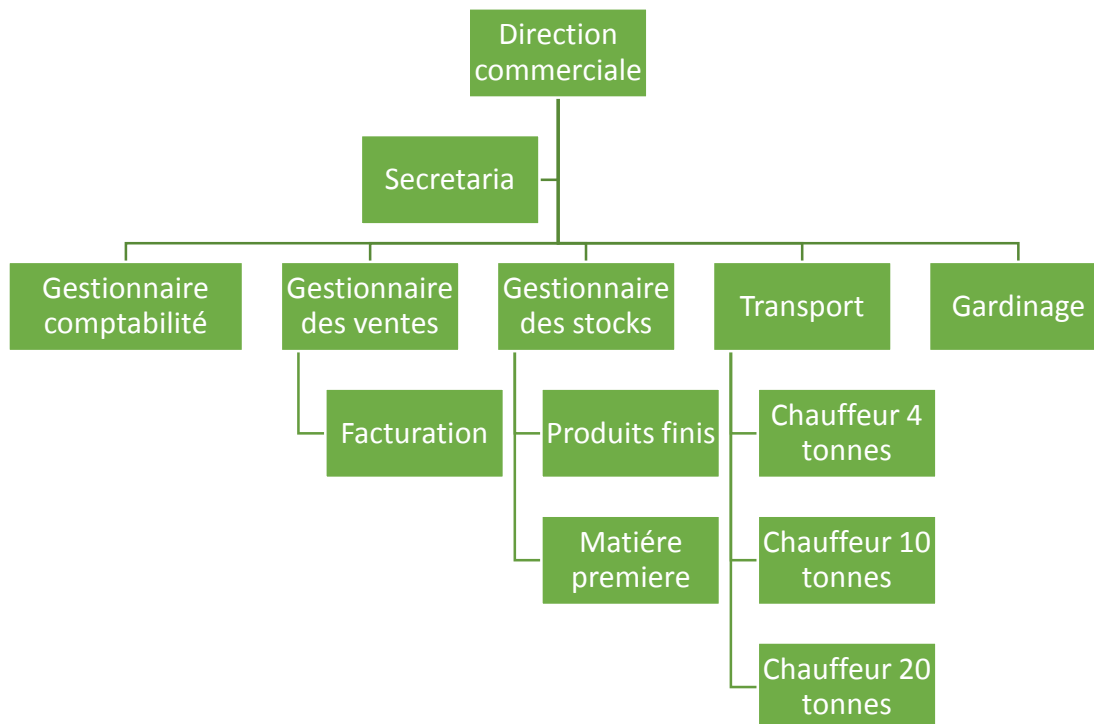 Direction
commerciale
Secretaria
Gestionnaire
comptabilité
Gestionnaire
des ventes
Gestionnaire
des stocks
Transport
Gardinage
Facturation
Produits finis
Chauffeur 4
tonnes
Matiére
premiere
Chauffeur 10
tonnes
Chauffeur 20
tonnes